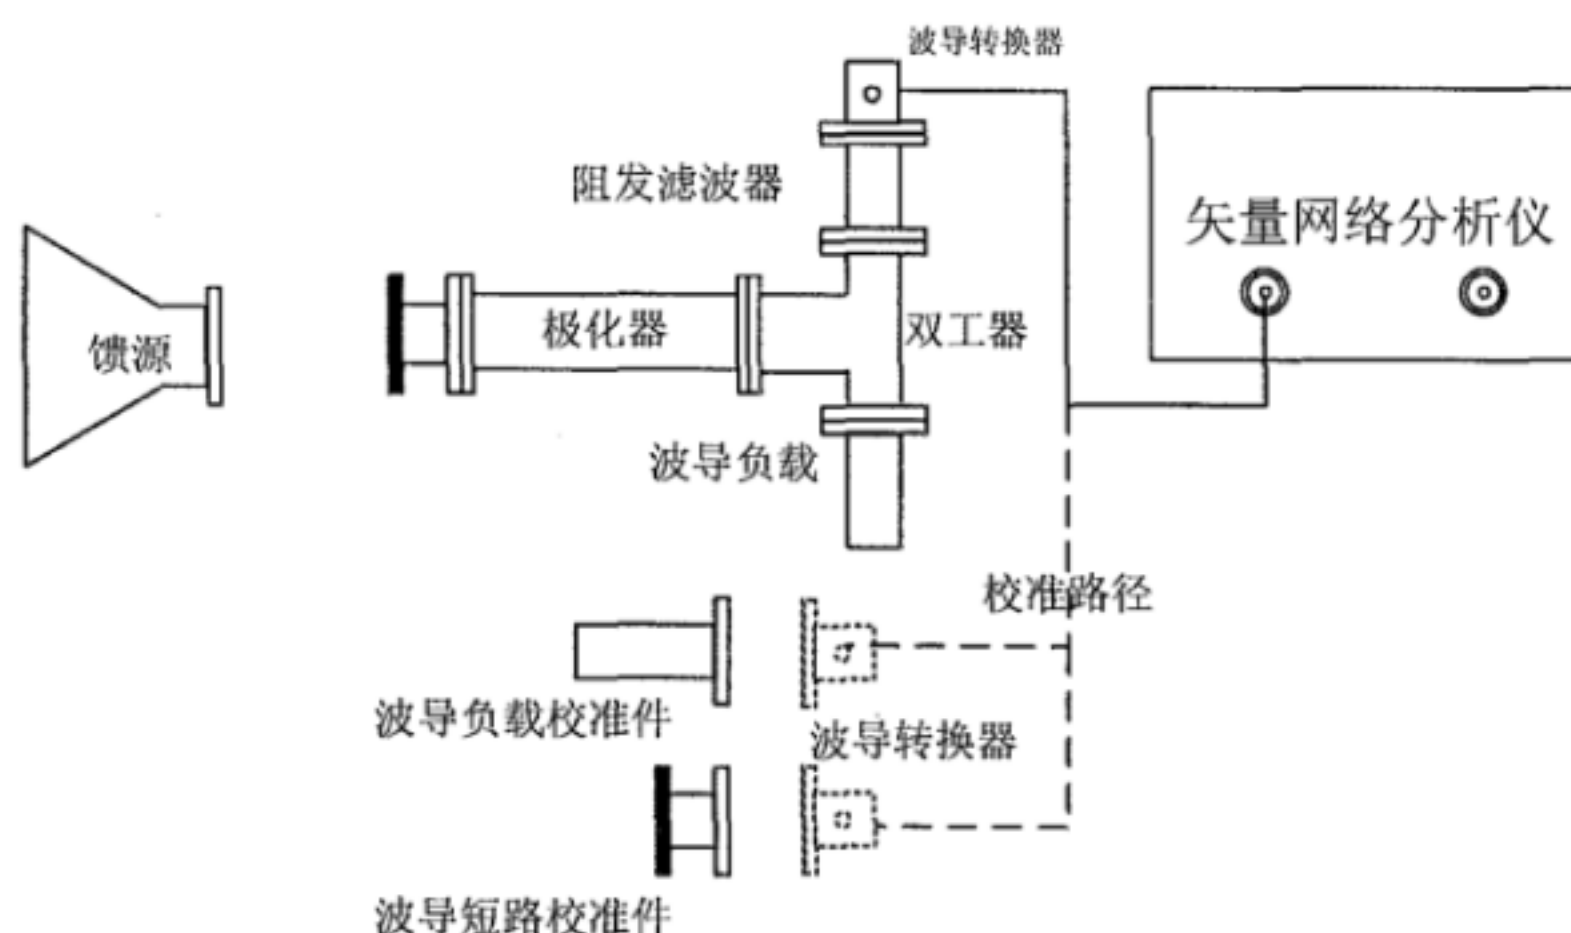 波导转换器
阻发滤波器
矢量网络分析仪
馈源
极化器
双工器
波导负载
校准路径
波导负载校准件
波导转换器
波导短路校准件